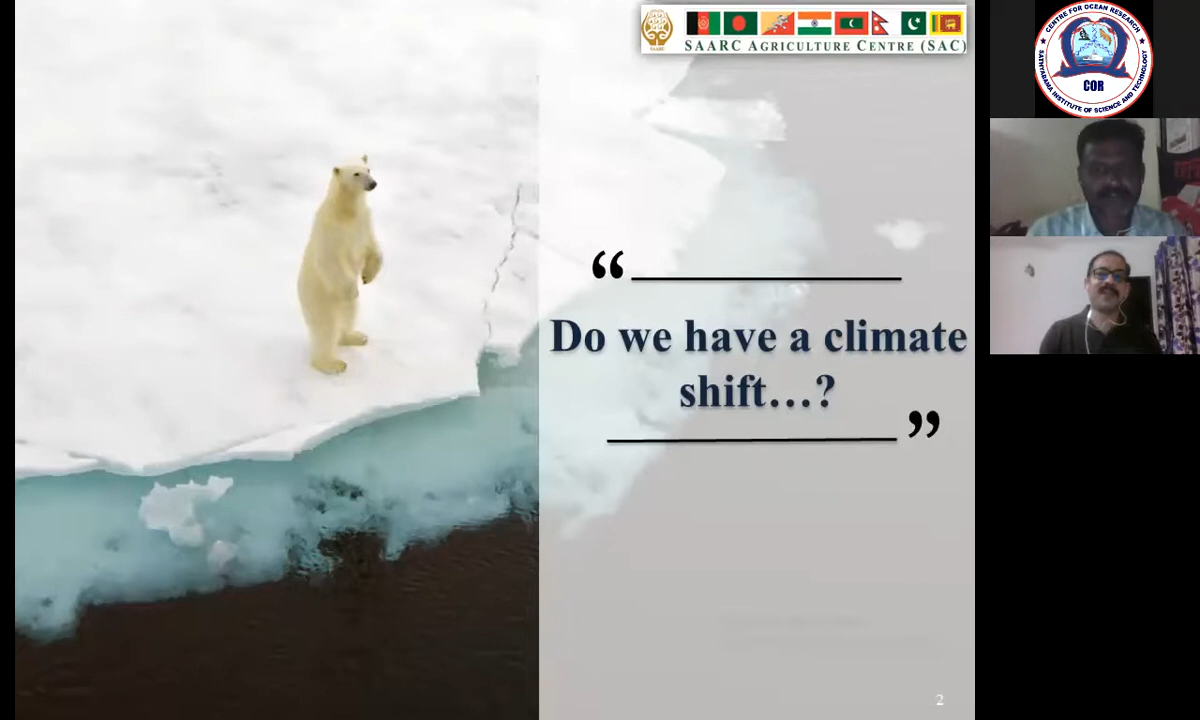 SAARC AGRICULTURE CENTRE (SAC)
“
Do we have a climate
shift…?
”
2
CENTRE FOR OCEAN RESEARCH
COR
SATHYABAMA INSTITUTE OF SCIENCE AND TECHNOLOGY